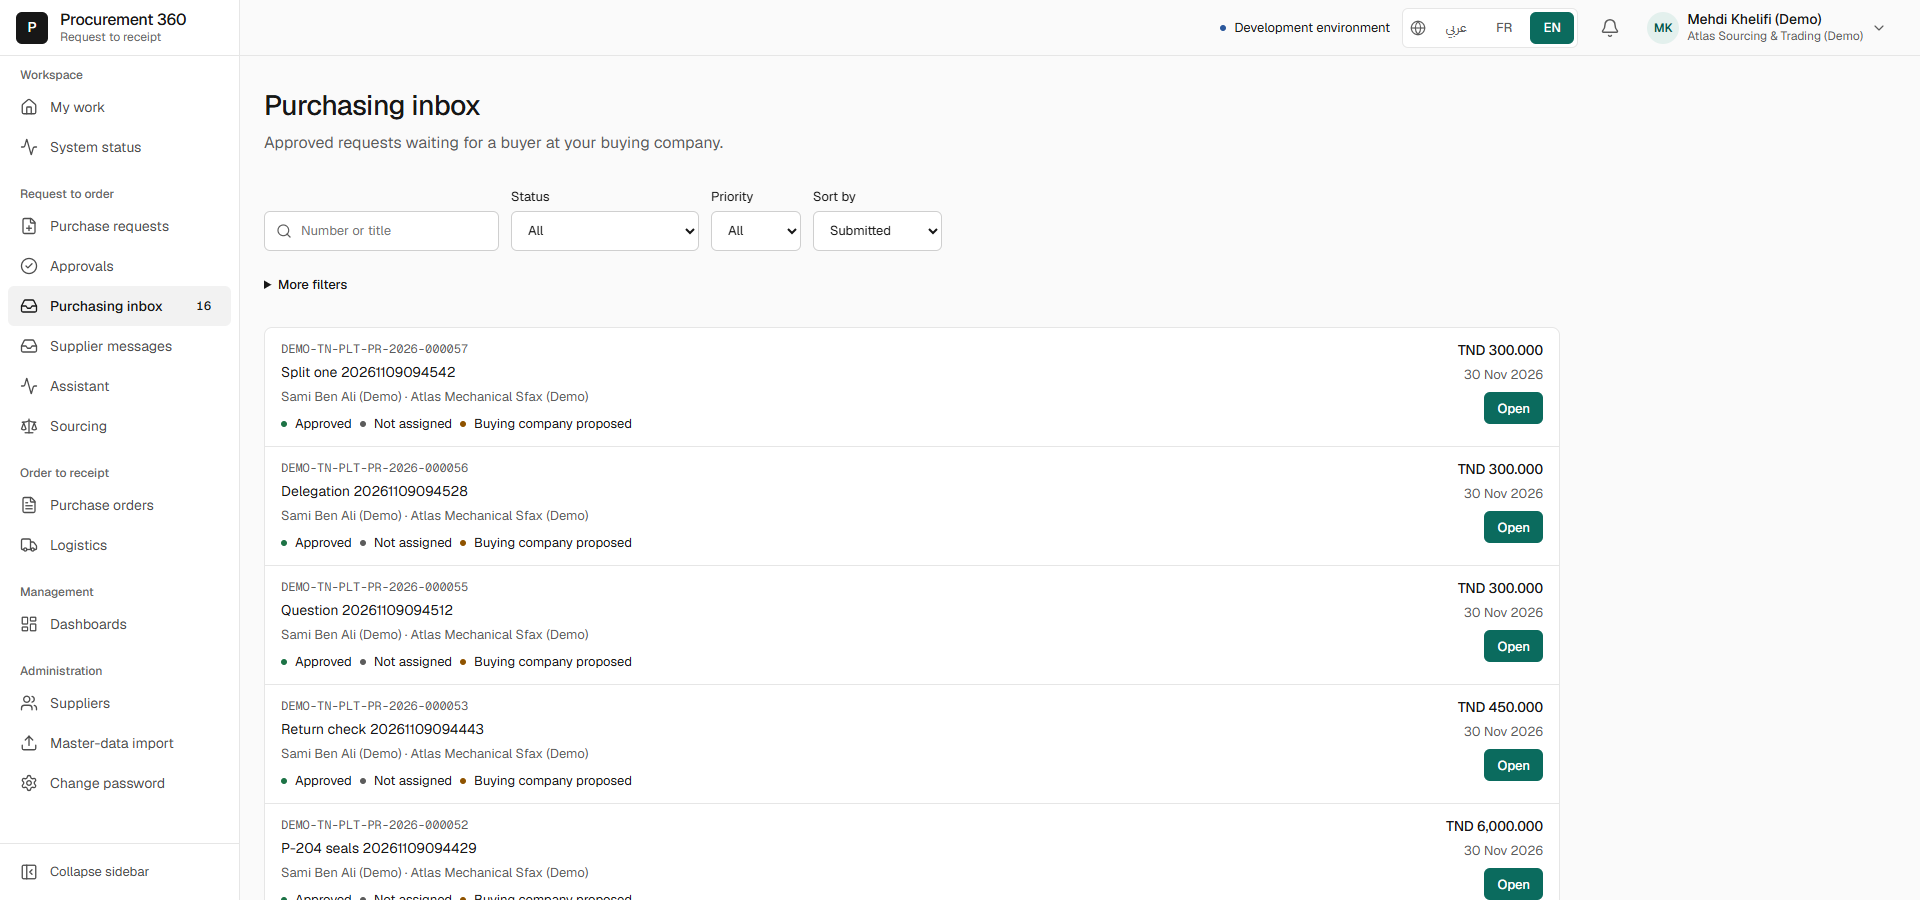 P
Procurement 360
Request to receipt
Development environment
عربي
FR
EN
MK
Mehdi Khelifi (Demo)
Atlas Sourcing & Trading (Demo)
Workspace
My work
System status
Request to order
Purchase requests
Approvals
Purchasing inbox 16
Supplier messages
Assistant
Sourcing
Order to receipt
Purchase orders
Logistics
Management
Dashboards
Administration
Suppliers
Master-data import
Change password
Collapse sidebar
Purchasing inbox
Approved requests waiting for a buyer at your buying company.
Status Priority Sort by
Number or title All All Submitted
More filters
DEMO-TN-PLT-PR-2026-000057
TND 300.000
Split one 20261109094542
30 Nov 2026
Sami Ben Ali (Demo) · Atlas Mechanical Sfax (Demo)
Open
Approved Not assigned Buying company proposed
DEMO-TN-PLT-PR-2026-000056
TND 300.000
Delegation 20261109094528
30 Nov 2026
Sami Ben Ali (Demo) · Atlas Mechanical Sfax (Demo)
Open
Approved Not assigned Buying company proposed
DEMO-TN-PLT-PR-2026-000055
TND 300.000
Question 20261109094512
30 Nov 2026
Sami Ben Ali (Demo) · Atlas Mechanical Sfax (Demo)
Open
Approved Not assigned Buying company proposed
DEMO-TN-PLT-PR-2026-000053
TND 450.000
Return check 20261109094443
30 Nov 2026
Sami Ben Ali (Demo) · Atlas Mechanical Sfax (Demo)
Open
Approved Not assigned Buying company proposed
DEMO-TN-PLT-PR-2026-000052
TND 6,000.000
P-204 seals 20261109094429
30 Nov 2026
Sami Ben Ali (Demo) · Atlas Mechanical Sfax (Demo)
Open
Approved Not assigned Buying company proposed